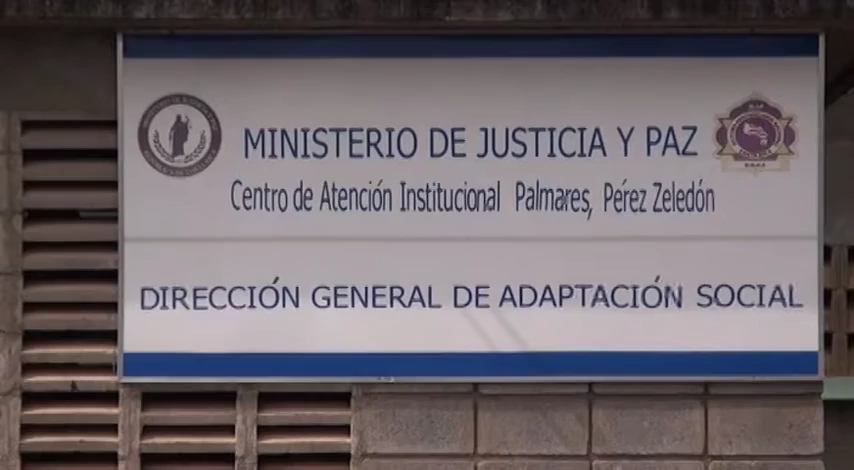 MINISTERIO DE JUSTICIA Y PAZ
Centro de Atención Institucional Palmares, Pérez Zeledón
DIRECCIÓN GENERAL DE ADAPTACIÓN SOCIAL